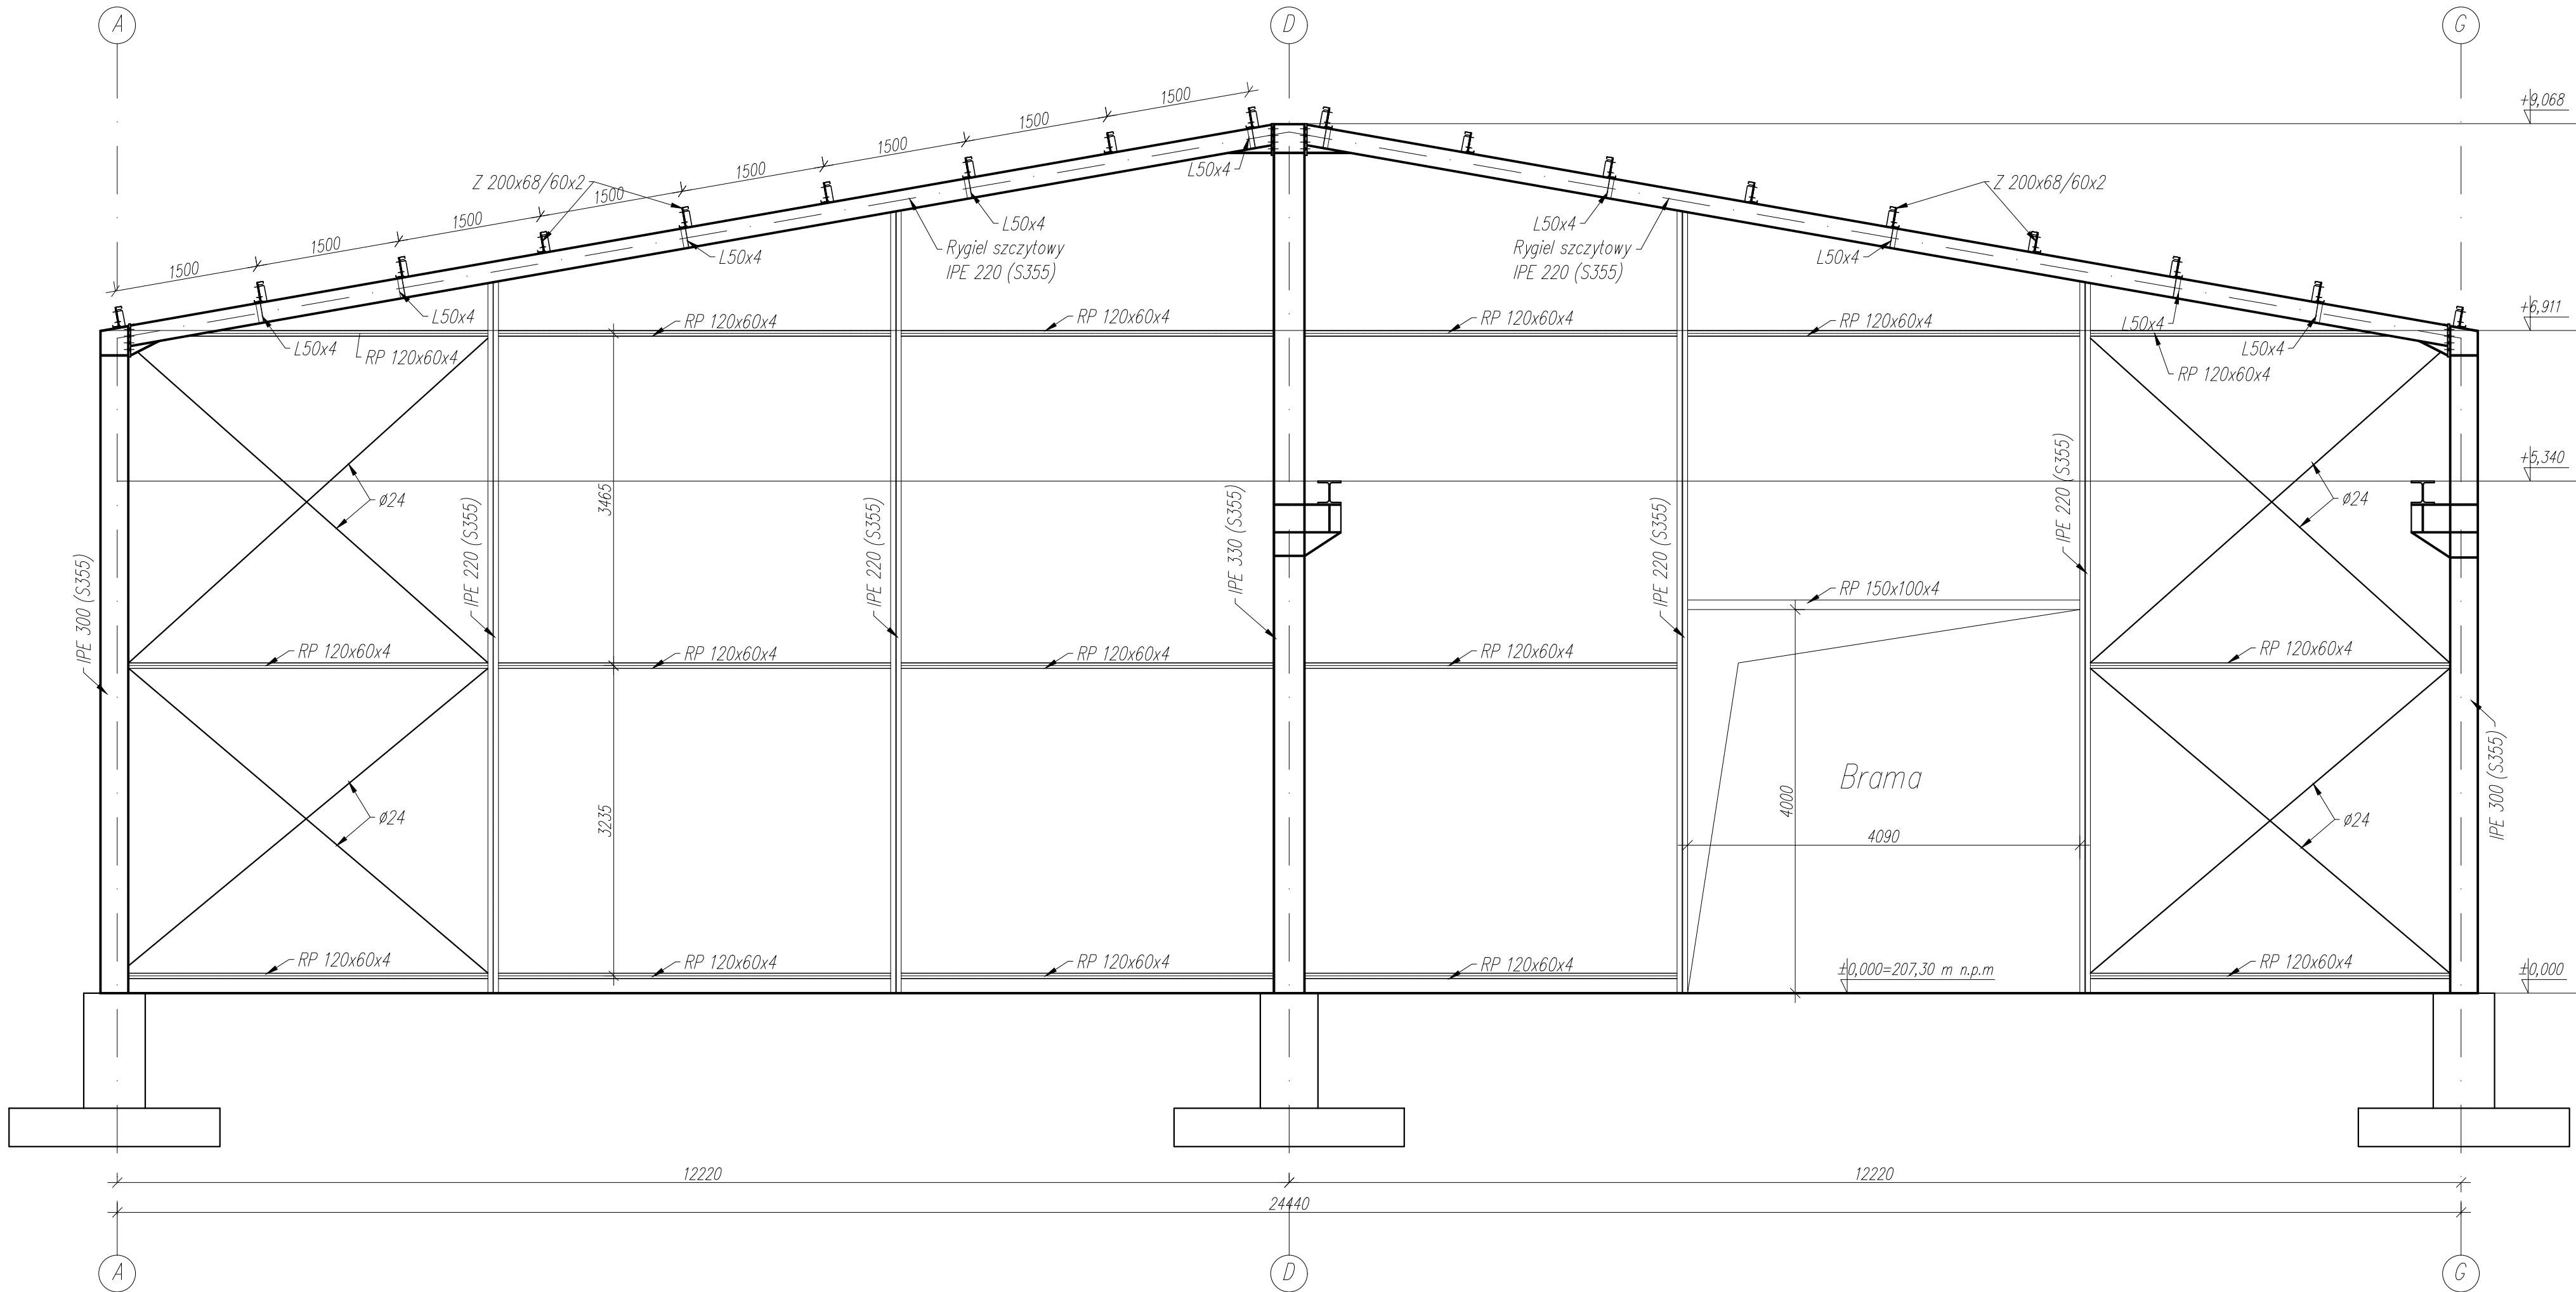 A
D
G
1500
1500
1500
1500
1500
1500
1500
1500
+9,068
Z 200x68/60x2
L50x4
Z 200x68/60x2
L50x4
Rygiel szczytowy
IPE 220 (S355)
L50x4
L50x4
Rygiel szczytowy
IPE 220 (S355)
L50x4
L50x4
+6,911
RP 120x60x4
RP 120x60x4
RP 120x60x4
RP 120x60x4
L50x4
L50x4
RP 120x60x4
L50x4
RP 120x60x4
+5,340
ø24
IPE 220 (S355)
3465
IPE 220 (S355)
IPE 330 (S355)
IPE 220 (S355)
IPE 220 (S355)
ø24
IPE 300 (S355)
RP 150x100x4
RP 120x60x4
RP 120x60x4
RP 120x60x4
RP 120x60x4
RP 120x60x4
IPE 300 (S355)
Brama
4000
ø24
3235
4090
ø24
RP 120x60x4
RP 120x60x4
RP 120x60x4
RP 120x60x4
±0,000=207,30 m n.p.m
RP 120x60x4
±0,000
12220
12220
24440
A
D
G